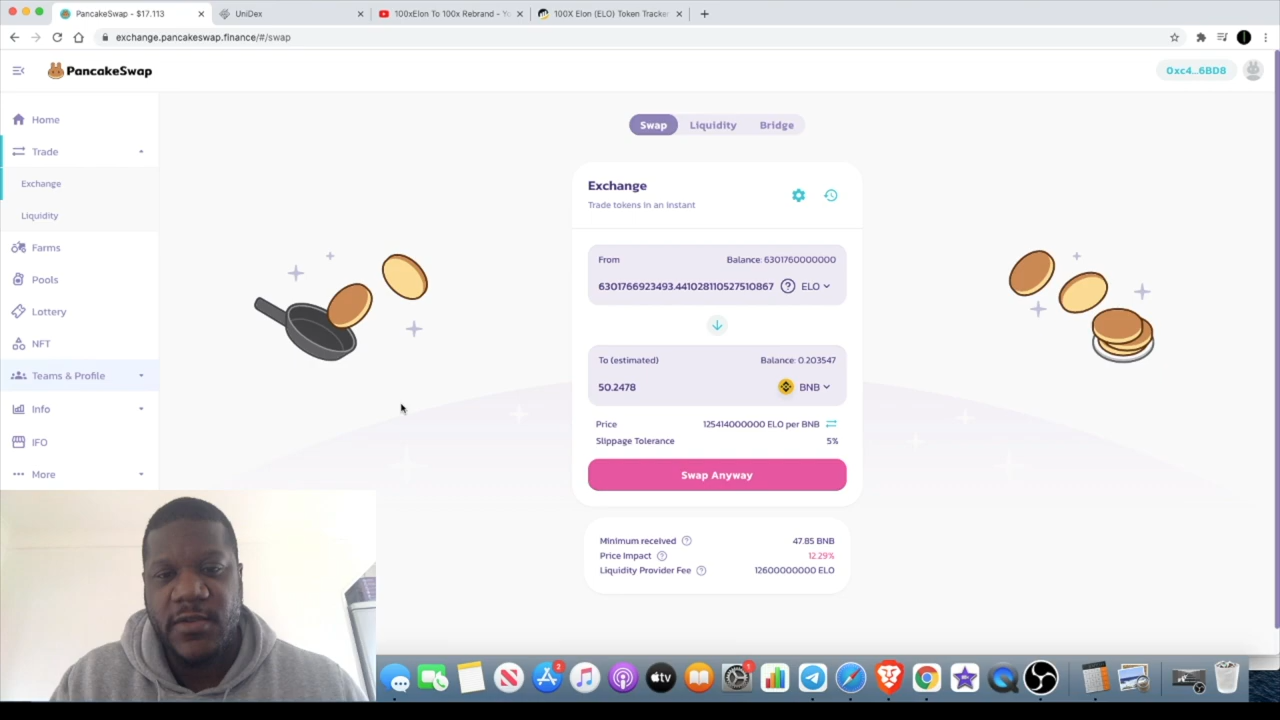 PancakeSwap - $17.113
UniDex
100xElon To 100x Rebrand - Yo
100X Elon (ELO) Token Tracker
exchange.pancakeswap.finance/#/swap
PancakeSwap
0xc4...6BD8
Home
Trade
Exchange
Liquidity
Farms
Pools
Lottery
NFT
Teams & Profile
Info
IFO
More
Swap Liquidity Bridge
Exchange
Trade tokens in an instant
From Balance: 6301760000000
6301766923493.441028110527510867 ELO
To (estimated) Balance: 0.203547
50.2478 BNB
Price 125414000000 ELO per BNB
Slippage Tolerance 5%
Swap Anyway
Minimum received 47.85 BNB
Price Impact 12.29%
Liquidity Provider Fee 12600000000 ELO
2
tv
1